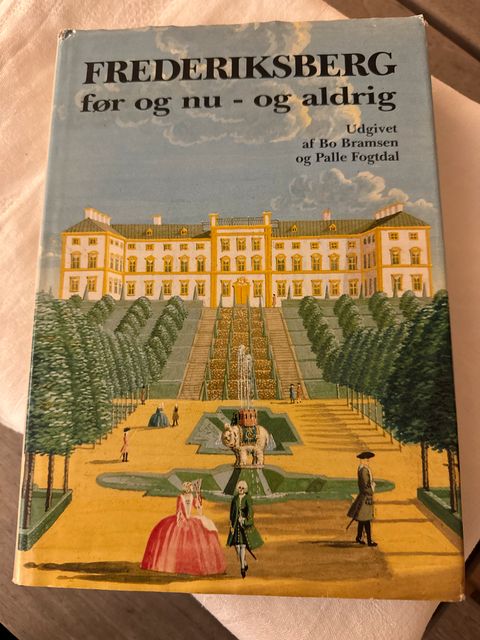 FREDERIKSBERG
før og nu - og aldrig
Udgivet
af Bo Bramsen
og Palle Fogtdal